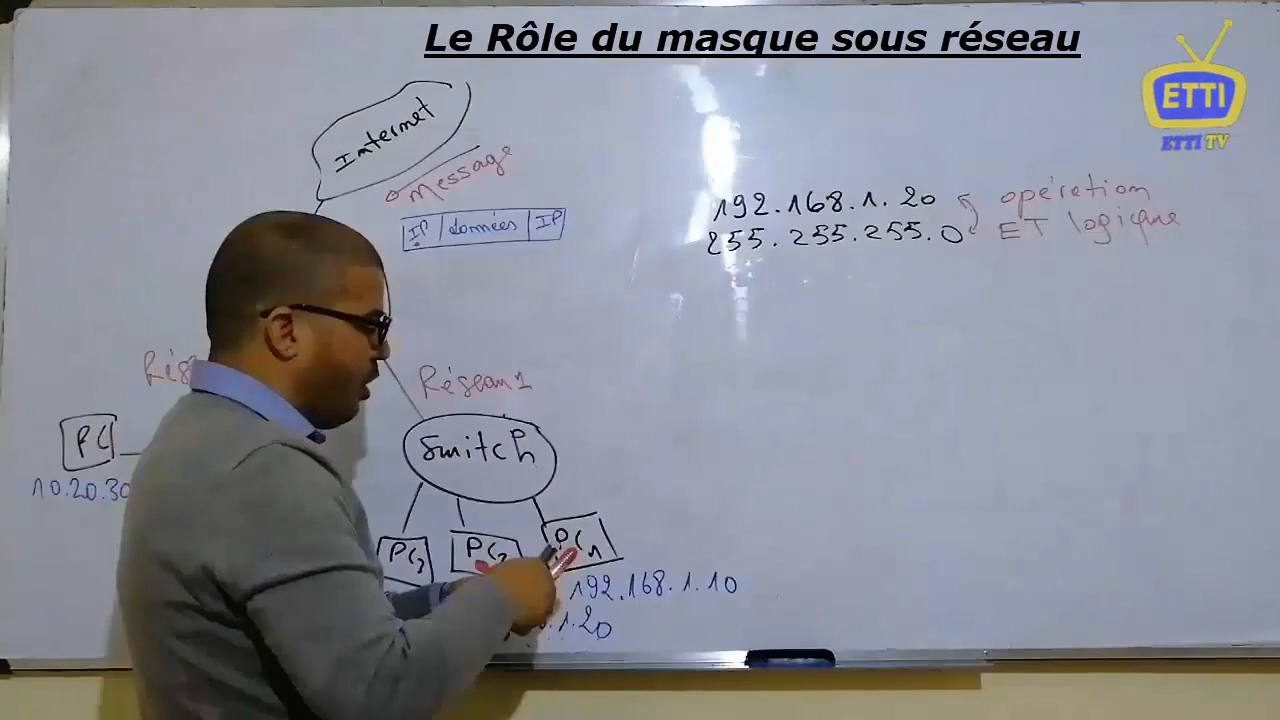 Le Rôle du masque sous réseau
ETTI
ETTI TV
Internet
Message
IP données IP
192.168.1.20
255.255.255.0
opération
ET logique
Réseau 1
PC
10.20.30
Switch
PC3
PC2
PC1
192.168.1.10
.1.20